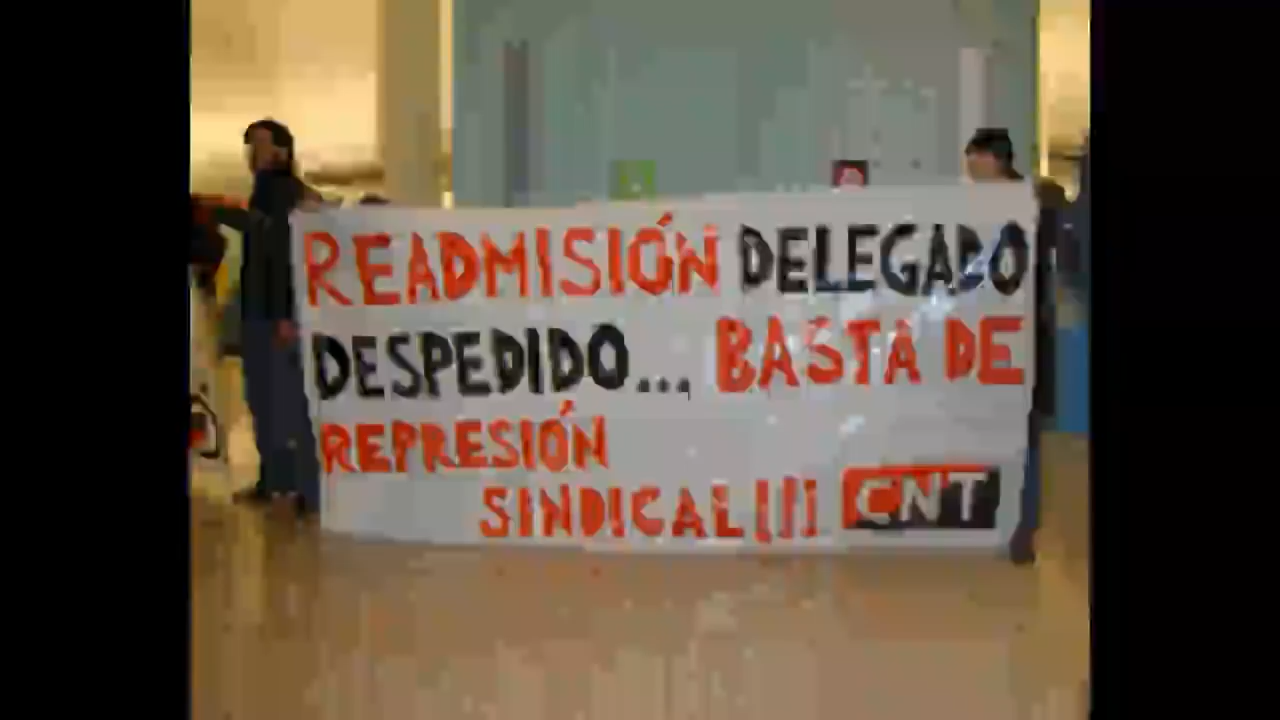 READMISIÓN DELEGADO
DESPEDIDO... BASTA DE
REPRESIÓN
SINDICAL!!!
CNT